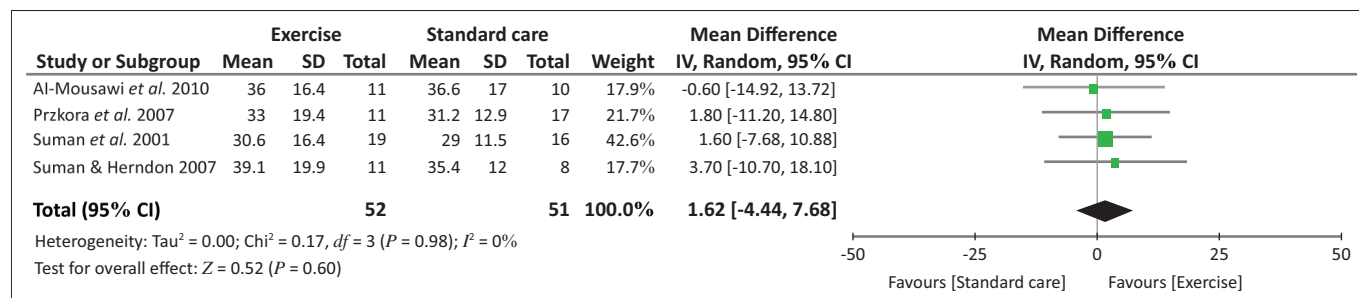 Exercise Standard care Mean Difference Mean Difference
Study or Subgroup Mean SD Total Mean SD Total Weight IV, Random, 95% CI IV, Random, 95% CI
Al-Mousawi et al. 2010 36 16.4 11 36.6 17 10 17.9% -0.60 [-14.92, 13.72]
Przkora et al. 2007 33 19.4 11 31.2 12.9 17 21.7% 1.80 [-11.20, 14.80]
Suman et al. 2001 30.6 16.4 19 29 11.5 16 42.6% 1.60 [-7.68, 10.88]
Suman & Herndon 2007 39.1 19.9 11 35.4 12 8 17.7% 3.70 [-10.70, 18.10]
Total (95% CI) 52 51 100.0% 1.62 [-4.44, 7.68]
Heterogeneity: Tau² = 0.00; Chi² = 0.17, df = 3 (P = 0.98); I² = 0%
Test for overall effect: Z = 0.52 (P = 0.60)
-50 -25 0 25 50
Favours [Standard care] Favours [Exercise]